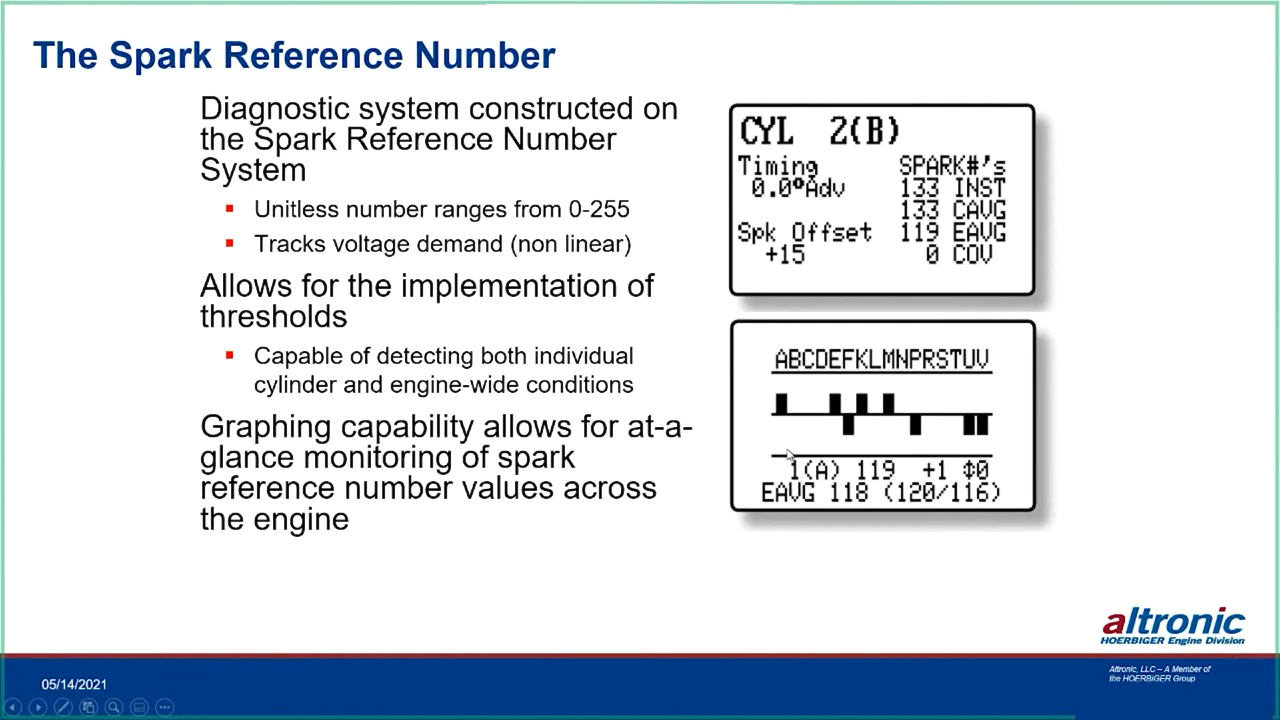 The Spark Reference Number
Diagnostic system constructed on
the Spark Reference Number
System
Unitless number ranges from 0-255
Tracks voltage demand (non linear)
Allows for the implementation of
thresholds
Capable of detecting both individual
cylinder and engine-wide conditions
Graphing capability allows for at-a-
glance monitoring of spark
reference number values across
the engine
CYL 2(B)
Timing SPARK#'s
0.0°Adv 133 INST
133 CAVG
Spk Offset 119 EAVG
+15 0 COV
ABCDEFKLMNPRSTUV
1(A) 119 +1 ¢0
EAVG 118 (120/116)
altronic
HOERBIGER Engine Division
Altronic, LLC – A Member of
the HOERBIGER Group
05/14/2021